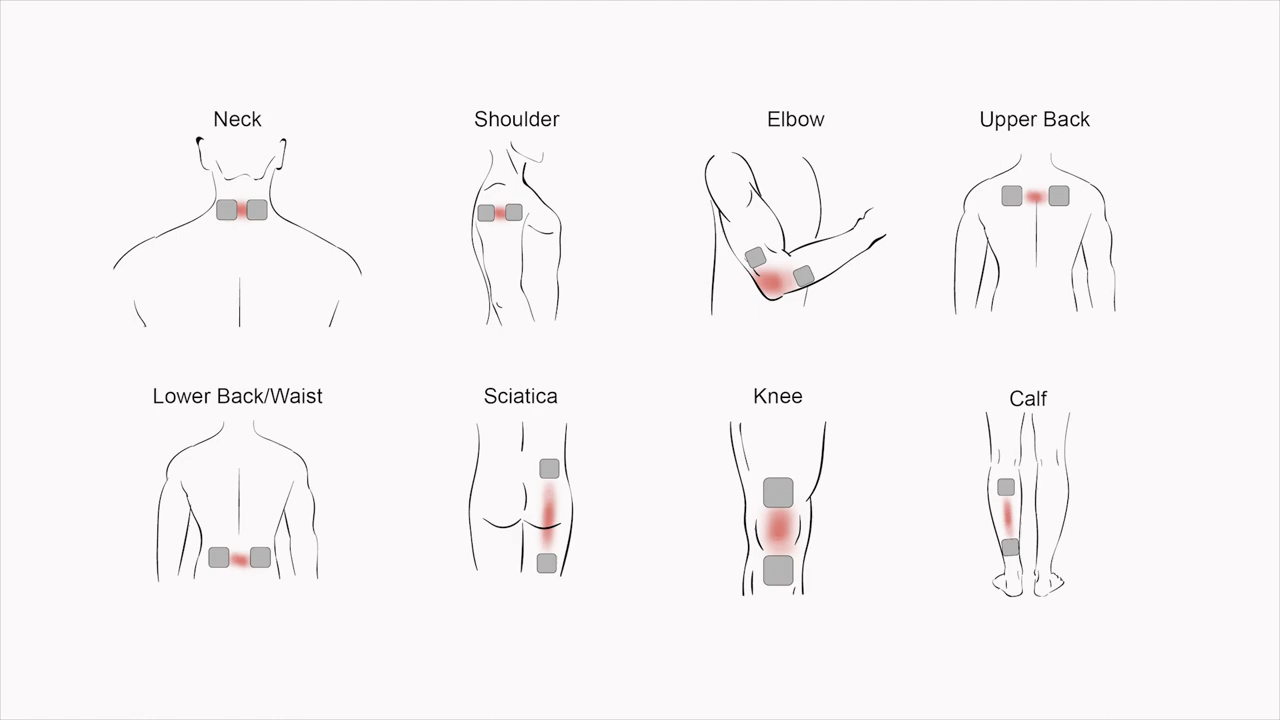 Neck
Shoulder
Elbow
Upper Back
Lower Back/Waist
Sciatica
Knee
Calf